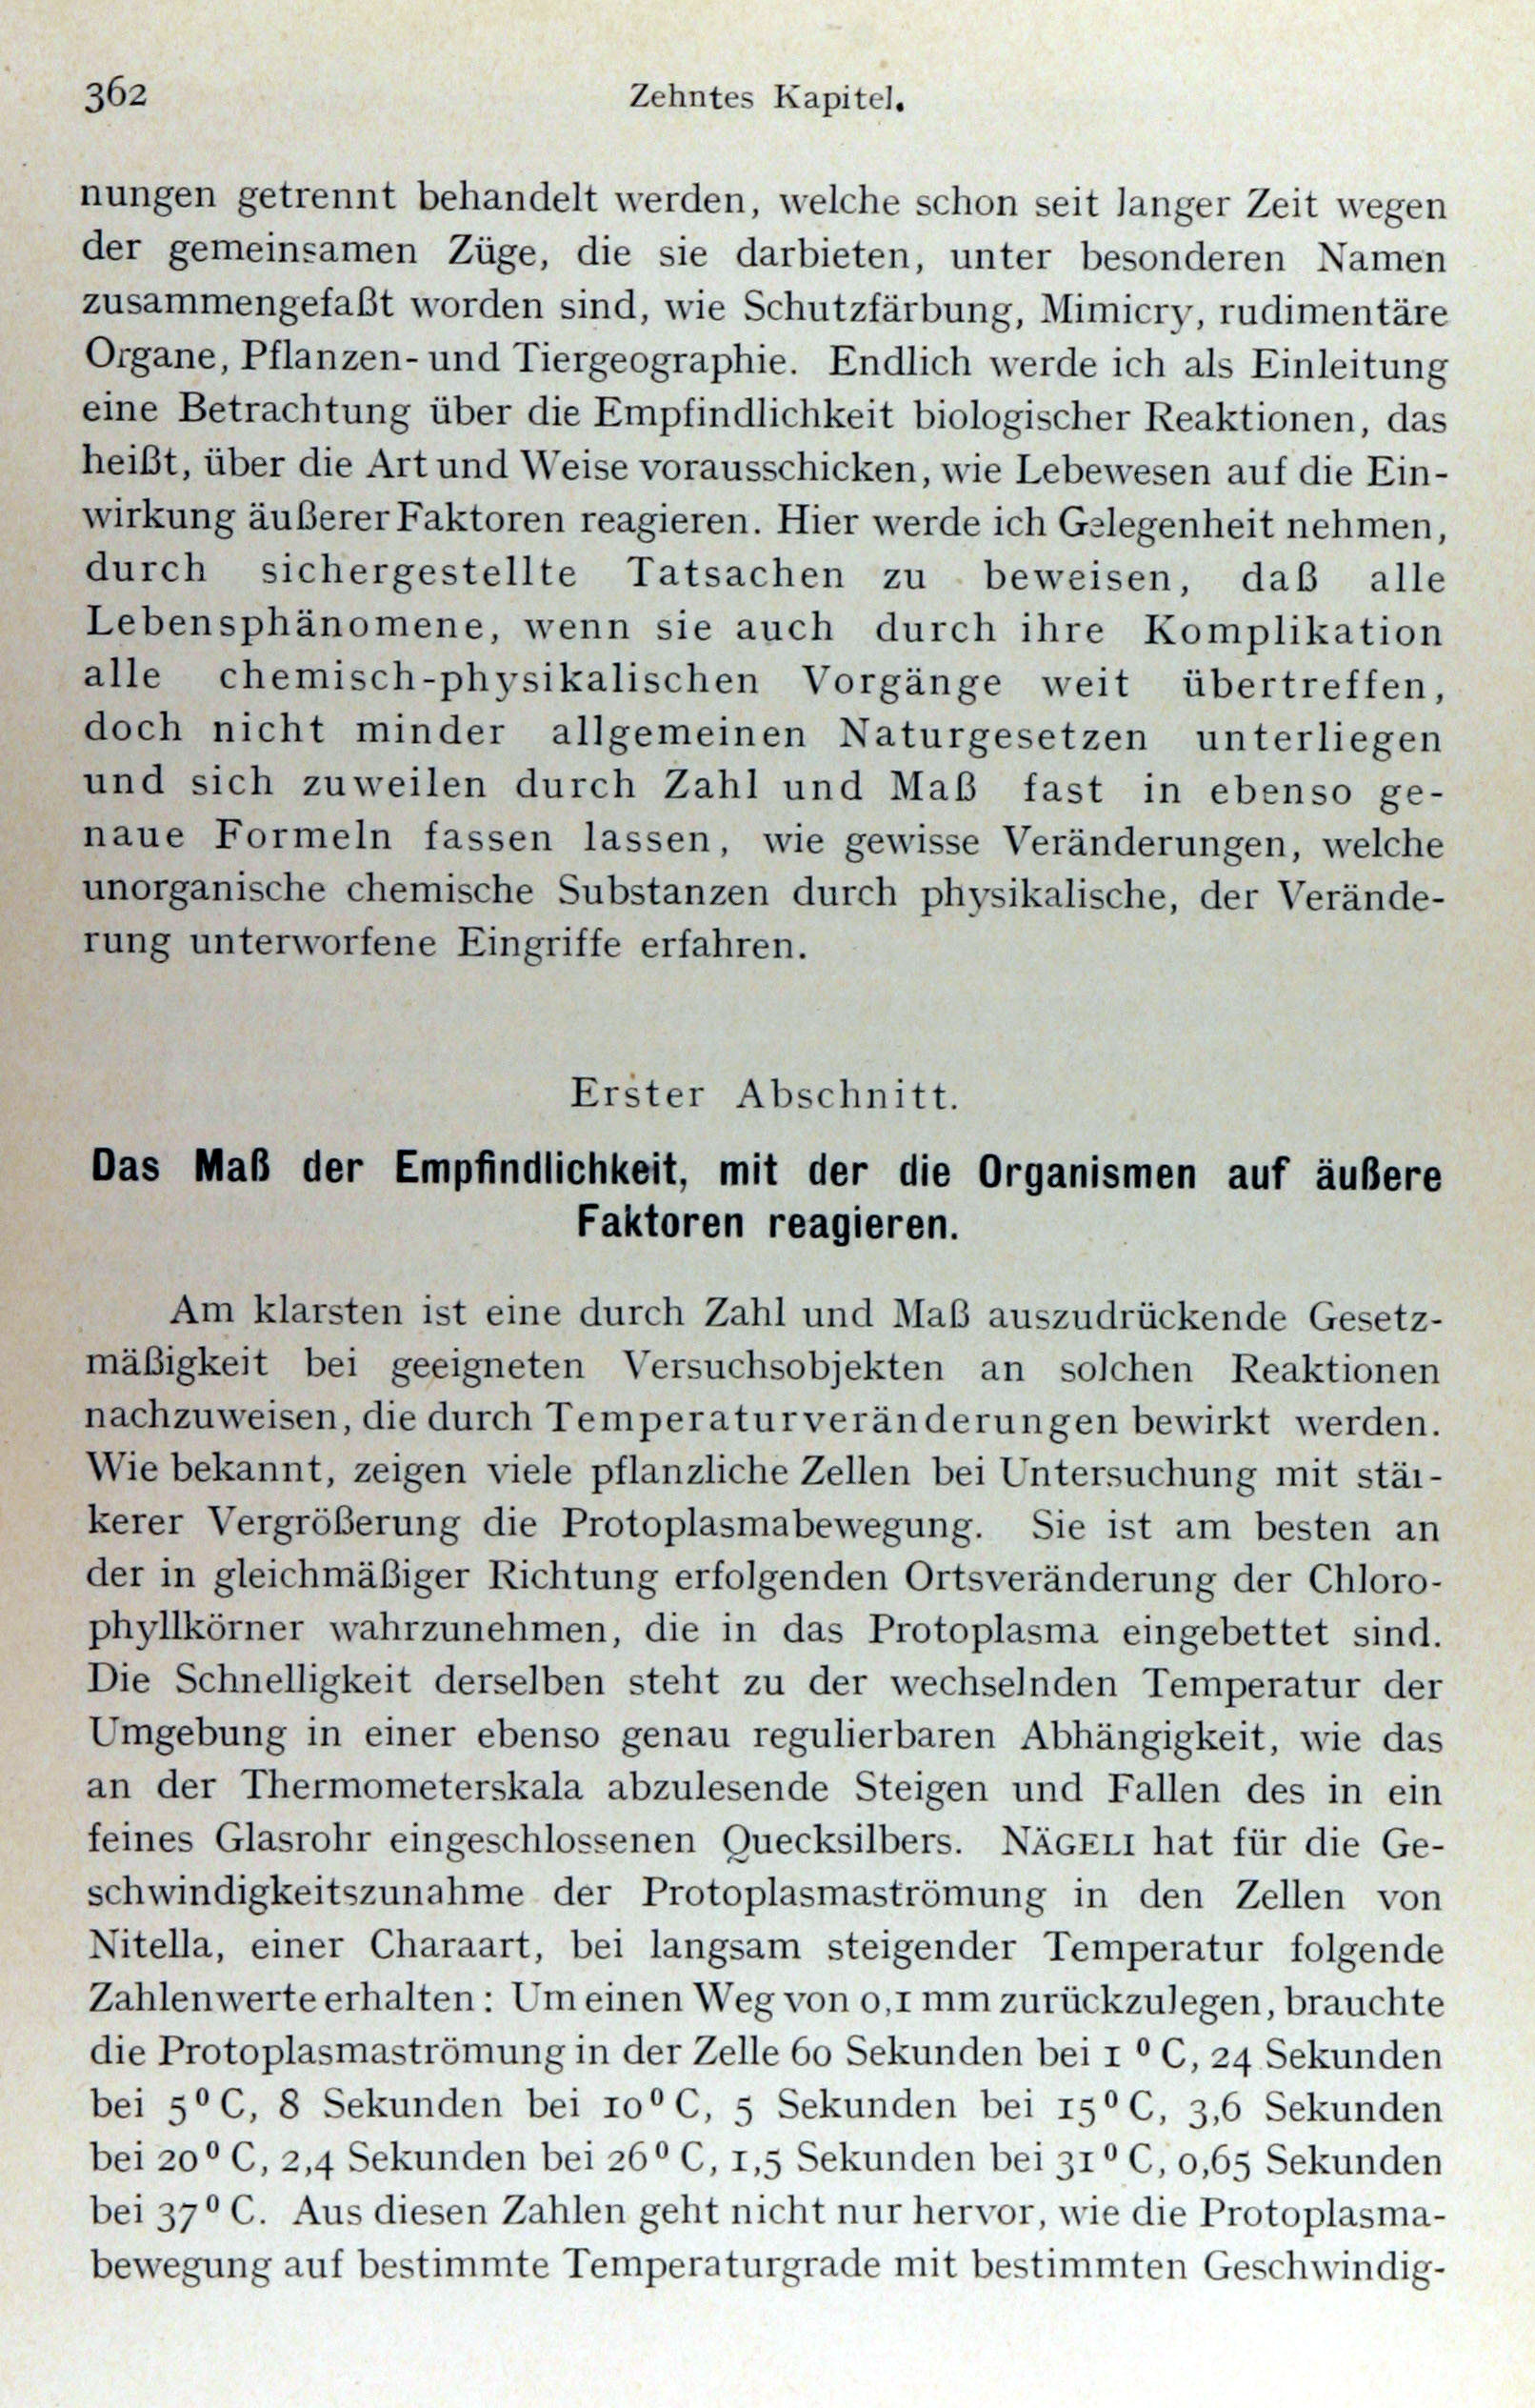 362
Zehntes Kapitel.
nungen getrennt behandelt werden, welche schon seit langer Zeit wegen
der gemeinsamen Züge, die sie darbieten, unter besonderen Namen
zusammengefaßt worden sind, wie Schutzfärbung, Mimicry, rudimentäre
Organe, Pflanzen- und Tiergeographie. Endlich werde ich als Einleitung
eine Betrachtung über die Empfindlichkeit biologischer Reaktionen, das
heißt, über die Art und Weise vorausschicken, wie Lebewesen auf die Ein-
wirkung äußerer Faktoren reagieren. Hier werde ich Gelegenheit nehmen,
durch sichergestellte Tatsachen zu beweisen, daß alle
Lebensphänomene, wenn sie auch durch ihre Komplikation
alle chemisch-physikalischen Vorgänge weit übertreffen,
doch nicht minder allgemeinen Naturgesetzen unterliegen
und sich zuweilen durch Zahl und Maß fast in ebenso ge-
naue Formeln fassen lassen, wie gewisse Veränderungen, welche
unorganische chemische Substanzen durch physikalische, der Verände-
rung unterworfene Eingriffe erfahren.
Erster Abschnitt.
Das Maß der Empfindlichkeit, mit der die Organismen auf äußere
Faktoren reagieren.
Am klarsten ist eine durch Zahl und Maß auszudrückende Gesetz-
mäßigkeit bei geeigneten Versuchsobjekten an solchen Reaktionen
nachzuweisen, die durch Temperaturveränderungen bewirkt werden.
Wie bekannt, zeigen viele pflanzliche Zellen bei Untersuchung mit stär-
kerer Vergrößerung die Protoplasmabewegung. Sie ist am besten an
der in gleichmäßiger Richtung erfolgenden Ortsveränderung der Chloro-
phyllkörner wahrzunehmen, die in das Protoplasma eingebettet sind.
Die Schnelligkeit derselben steht zu der wechselnden Temperatur der
Umgebung in einer ebenso genau regulierbaren Abhängigkeit, wie das
an der Thermometerskala abzulesende Steigen und Fallen des in ein
feines Glasrohr eingeschlossenen Quecksilbers. NÄGELI hat für die Ge-
schwindigkeitszunahme der Protoplasmaströmung in den Zellen von
Nitella, einer Charaart, bei langsam steigender Temperatur folgende
Zahlenwerte erhalten: Um einen Weg von 0,1 mm zurückzulegen, brauchte
die Protoplasmaströmung in der Zelle 60 Sekunden bei 1 ⁰ C, 24 Sekunden
bei 5⁰ C, 8 Sekunden bei 10⁰ C, 5 Sekunden bei 15⁰ C, 3,6 Sekunden
bei 20⁰ C, 2,4 Sekunden bei 26⁰ C, 1,5 Sekunden bei 31⁰ C, 0,65 Sekunden
bei 37⁰ C. Aus diesen Zahlen geht nicht nur hervor, wie die Protoplasma-
bewegung auf bestimmte Temperaturgrade mit bestimmten Geschwindig-